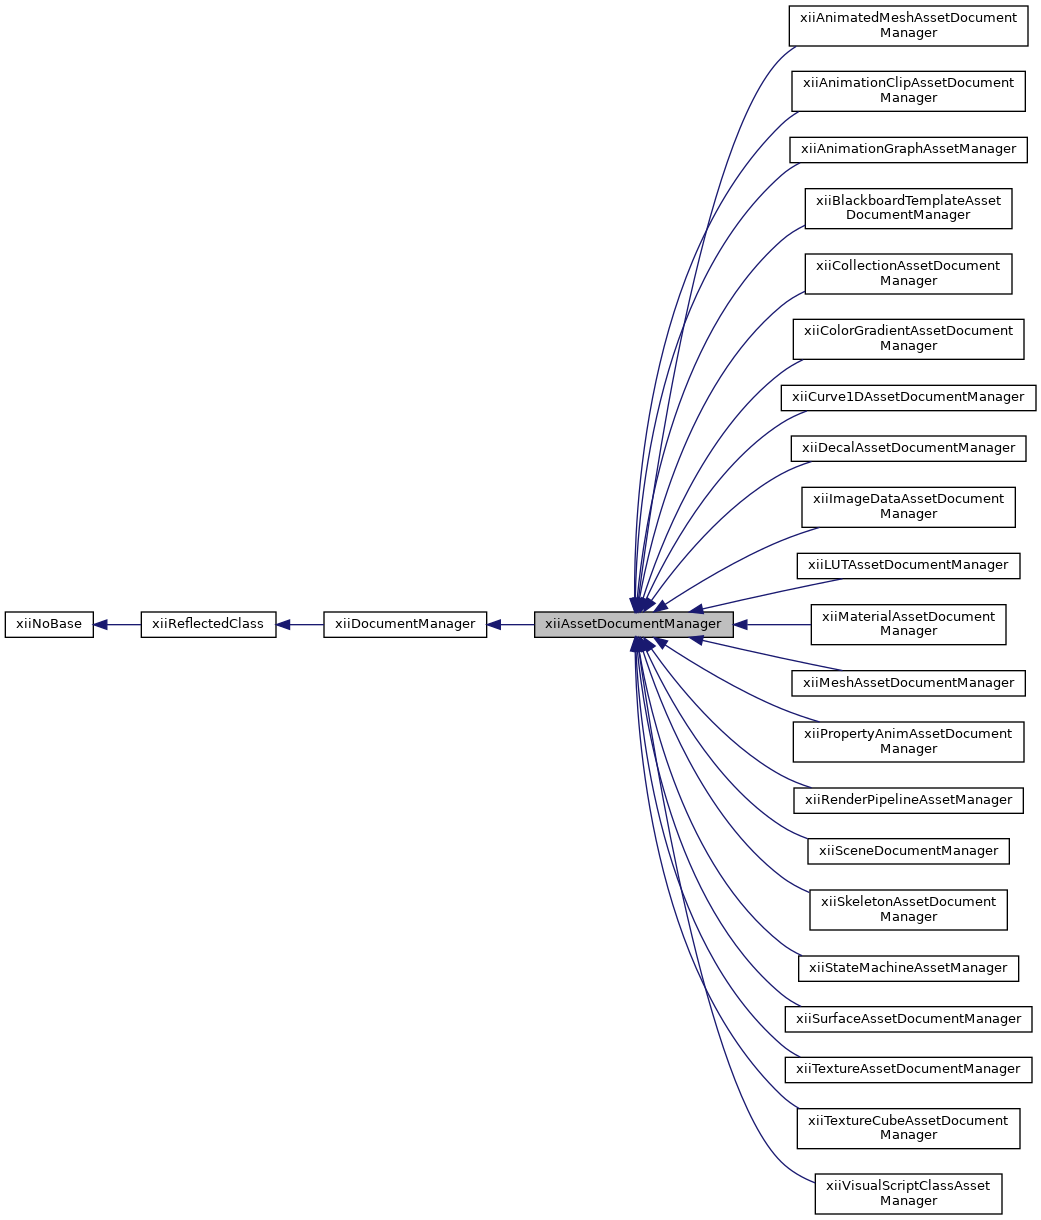 xiiAnimatedMeshAssetDocument
Manager
xiiAnimationClipAssetDocument
Manager
xiiAnimationGraphAssetManager
xiiBlackboardTemplateAsset
DocumentManager
xiiCollectionAssetDocument
Manager
xiiColorGradientAssetDocument
Manager
xiiCurve1DAssetDocumentManager
xiiDecalAssetDocumentManager
xiiImageDataAssetDocument
Manager
xiiLUTAssetDocumentManager
xiiNoBase
xiiReflectedClass
xiiDocumentManager
xiiAssetDocumentManager
xiiMaterialAssetDocument
Manager
xiiMeshAssetDocumentManager
xiiPropertyAnimAssetDocument
Manager
xiiRenderPipelineAssetManager
xiiSceneDocumentManager
xiiSkeletonAssetDocument
Manager
xiiStateMachineAssetManager
xiiSurfaceAssetDocumentManager
xiiTextureAssetDocumentManager
xiiTextureCubeAssetDocument
Manager
xiiVisualScriptClassAsset
Manager